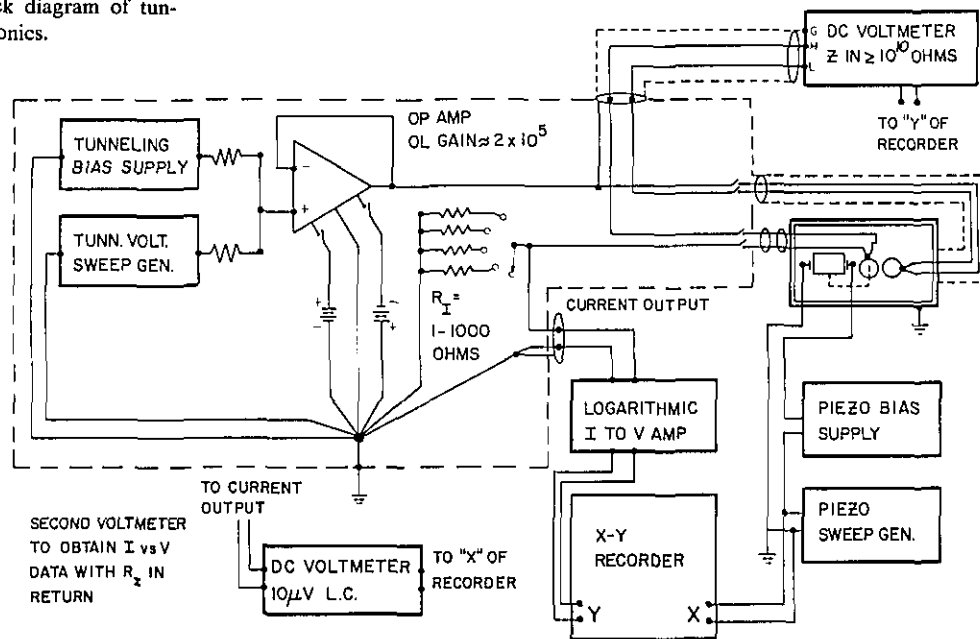 ck diagram of tun-
onics.
G
H
L
DC VOLTMETER
Z IN ≥ 10¹⁰ OHMS
TO "Y" OF
RECORDER
TUNNELING
BIAS SUPPLY
TUNN. VOLT.
SWEEP GEN.
OP AMP
OL GAIN ≈ 2 x 10⁵
-
+
+
-
-
+
R_I =
1-1000
OHMS
CURRENT OUTPUT
LOGARITHMIC
I TO V AMP
PIEZO BIAS
SUPPLY
PIEZO
SWEEP GEN.
X-Y
RECORDER
Y
X
TO CURRENT
OUTPUT
SECOND VOLTMETER
TO OBTAIN I vs V
DATA WITH R_z IN
RETURN
DC VOLTMETER
10μV L.C.
TO "X" OF
RECORDER